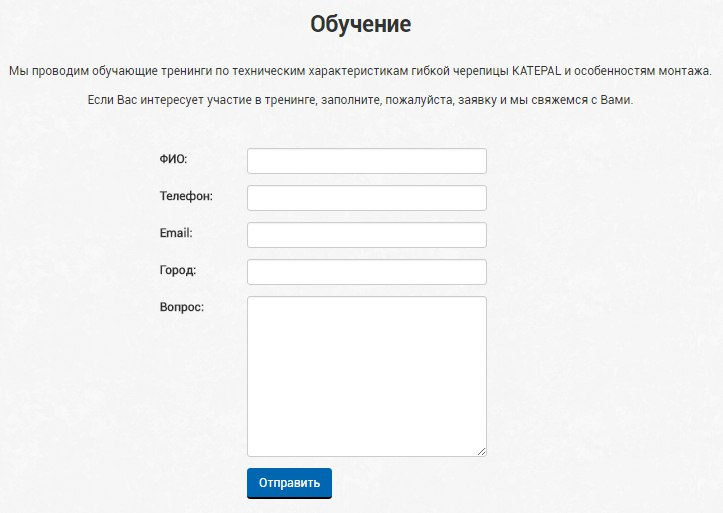 Обучение
Мы проводим обучающие тренинги по техническим характеристикам гибкой черепицы KATEPAL и особенностям монтажа.
Если Вас интересует участие в тренинге, заполните, пожалуйста, заявку и мы свяжемся с Вами.
ФИО:
Телефон:
Email:
Город:
Вопрос:
Отправить